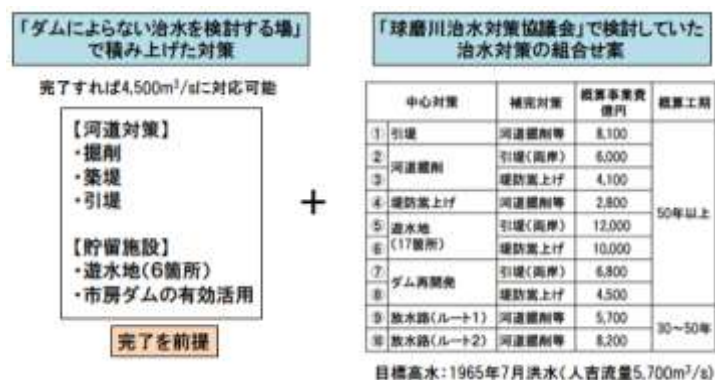 「ダムによらない治水を検討する場」
で積み上げた対策
完了すれば4,500m³/sに対応可能
【河道対策】
・掘削
・築堤
・引堤
【貯留施設】
・遊水地(6箇所)
・市房ダムの有効活用
完了を前提
+
「球磨川治水対策協議会」で検討していた
治水対策の組合せ案
中心対策 補完対策 概算事業費 億円 概算工期
① 引堤 河道掘削等 8,100 50年以上
② 河道掘削 引堤(両岸) 6,000
③ 堤防嵩上げ 4,100
④ 堤防嵩上げ 河道掘削等 2,800
⑤ 遊水地 (17箇所) 引堤(両岸) 12,000
⑥ 堤防嵩上げ 10,000
⑦ ダム再開発 引堤(両岸) 6,800
⑧ 堤防嵩上げ 4,500
⑨ 放水路(ルート1) 河道掘削等 5,700 30~50年
⑩ 放水路(ルート2) 河道掘削等 8,200
目標高水:1965年7月洪水(人吉流量5,700m³/s)